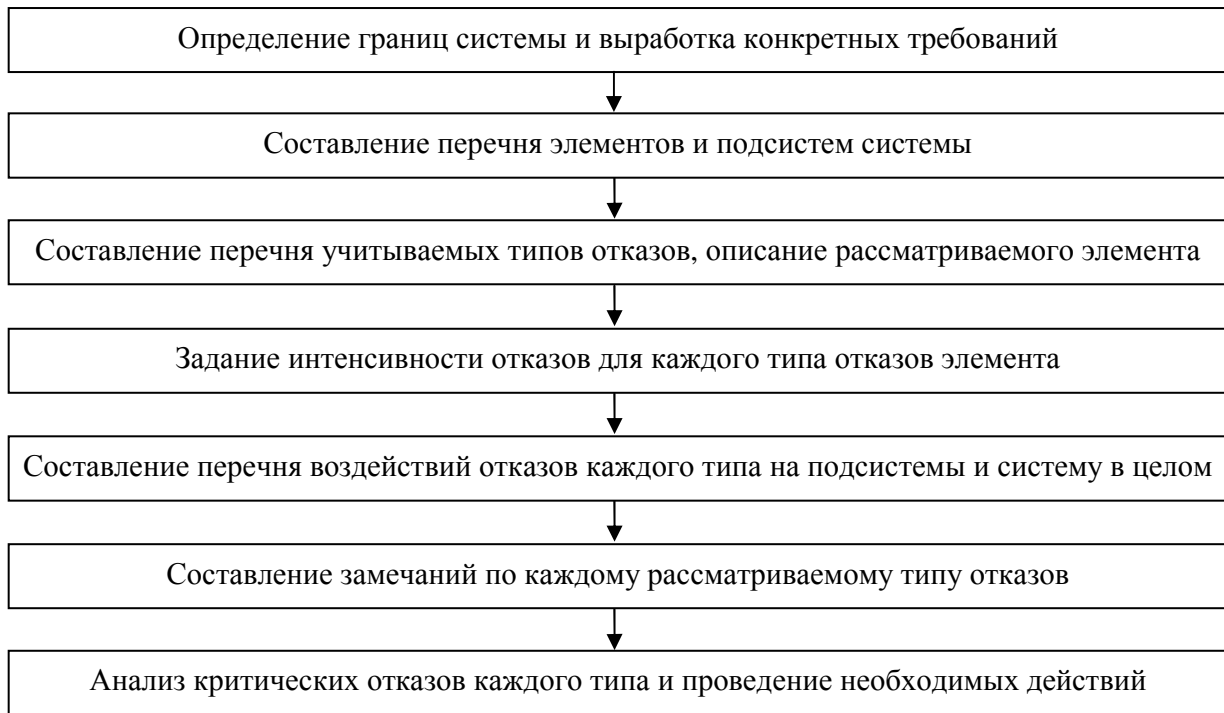 Определение границ системы и выработка конкретных требований
Составление перечня элементов и подсистем системы
Составление перечня учитываемых типов отказов, описание рассматриваемого элемента
Задание интенсивности отказов для каждого типа отказов элемента
Составление перечня воздействий отказов каждого типа на подсистемы и систему в целом
Составление замечаний по каждому рассматриваемому типу отказов
Анализ критических отказов каждого типа и проведение необходимых действий